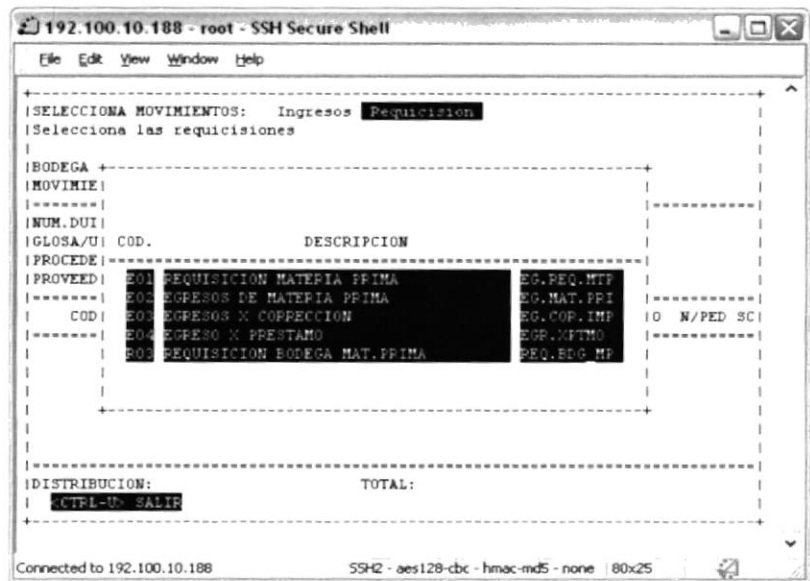 192.100.10.188 - root - SSH Secure Shell
File Edit View Window Help
SELECCIONA MOVIMIENTOS: Ingresos Requicision
Selecciona las requicisiones
BODEGA
MOVIMIE
NUM.DUI
GLOSA/U COD. DESCRIPCION
PROCEDE
PROVEED E01 REQUISICION MATERIA PRIMA EG.REQ.MTP
E02 EGRESOS DE MATERIA PRIMA EG.MAT.PRI
COD E03 EGRESOS X CORRECCION EG.COR.IMP O N/PED SC
E04 EGRESO X PRESTAMO EGR.XPTMO
R03 REQUISICION BODEGA MAT.PRIMA REQ.BDG_MP
DISTRIBUCION: TOTAL:
<CTRL-U> SALIR
Connected to 192.100.10.188 SSH2 - aes128-cbc - hmac-md5 - none 80x25